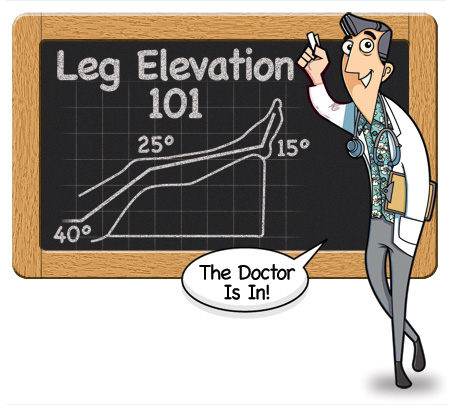 Leg Elevation
101
25°
15°
40°
The Doctor
Is In!